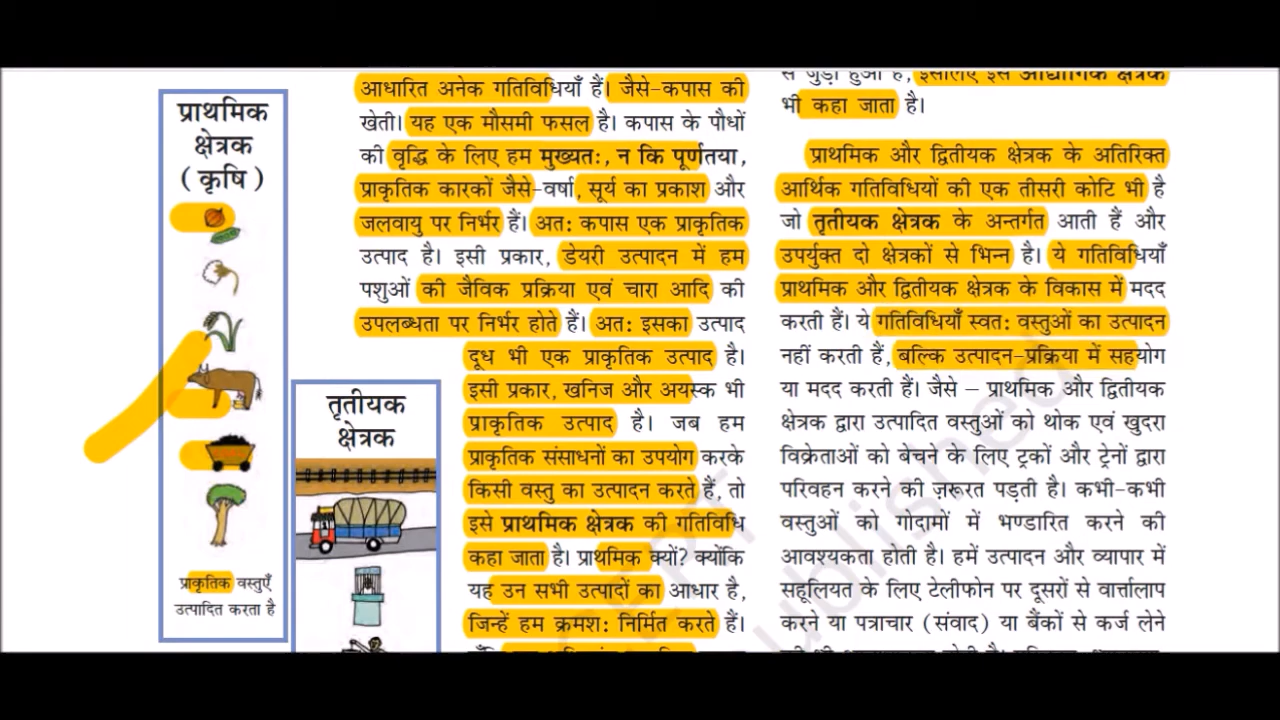 प्राथमिक
क्षेत्रक
( कृषि )
प्राकृतिक वस्तुएँ
उत्पादित करता है
तृतीयक
क्षेत्रक
आधारित अनेक गतिविधियाँ हैं। जैसे-कपास की
खेती। यह एक मौसमी फसल है। कपास के पौधों
की वृद्धि के लिए हम मुख्यतः, न कि पूर्णतया,
प्राकृतिक कारकों जैसे-वर्षा, सूर्य का प्रकाश और
जलवायु पर निर्भर हैं। अतः कपास एक प्राकृतिक
उत्पाद है। इसी प्रकार, डेयरी उत्पादन में हम
पशुओं की जैविक प्रक्रिया एवं चारा आदि की
उपलब्धता पर निर्भर होते हैं। अतः इसका उत्पाद
दूध भी एक प्राकृतिक उत्पाद है।
इसी प्रकार, खनिज और अयस्क भी
प्राकृतिक उत्पाद है। जब हम
प्राकृतिक संसाधनों का उपयोग करके
किसी वस्तु का उत्पादन करते हैं, तो
इसे प्राथमिक क्षेत्रक की गतिविधि
कहा जाता है। प्राथमिक क्यों? क्योंकि
यह उन सभी उत्पादों का आधार है,
जिन्हें हम क्रमशः निर्मित करते हैं।
से जुड़ा हुआ है, इसलिए इसे औद्योगिक क्षेत्रक
भी कहा जाता है।
प्राथमिक और द्वितीयक क्षेत्रक के अतिरिक्त
आर्थिक गतिविधियों की एक तीसरी कोटि भी है
जो तृतीयक क्षेत्रक के अन्तर्गत आती हैं और
उपर्युक्त दो क्षेत्रकों से भिन्न है। ये गतिविधियाँ
प्राथमिक और द्वितीयक क्षेत्रक के विकास में मदद
करती हैं। ये गतिविधियाँ स्वतः वस्तुओं का उत्पादन
नहीं करती हैं, बल्कि उत्पादन-प्रक्रिया में सहयोग
या मदद करती हैं। जैसे – प्राथमिक और द्वितीयक
क्षेत्रक द्वारा उत्पादित वस्तुओं को थोक एवं खुदरा
विक्रेताओं को बेचने के लिए ट्रकों और ट्रेनों द्वारा
परिवहन करने की ज़रूरत पड़ती है। कभी-कभी
वस्तुओं को गोदामों में भण्डारित करने की
आवश्यकता होती है। हमें उत्पादन और व्यापार में
सहूलियत के लिए टेलीफोन पर दूसरों से वार्त्तालाप
करने या पत्राचार (संवाद) या बैंकों से कर्ज लेने